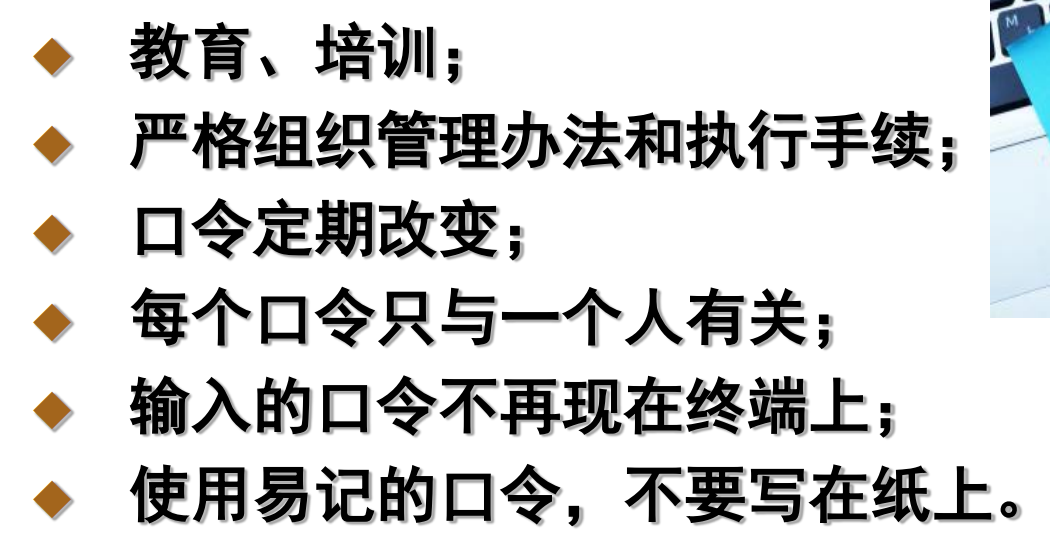 教育、培训；
严格组织管理办法和执行手续；
口令定期改变；
每个口令只与一个人有关；
输入的口令不再现在终端上；
使用易记的口令，不要写在纸上。
M